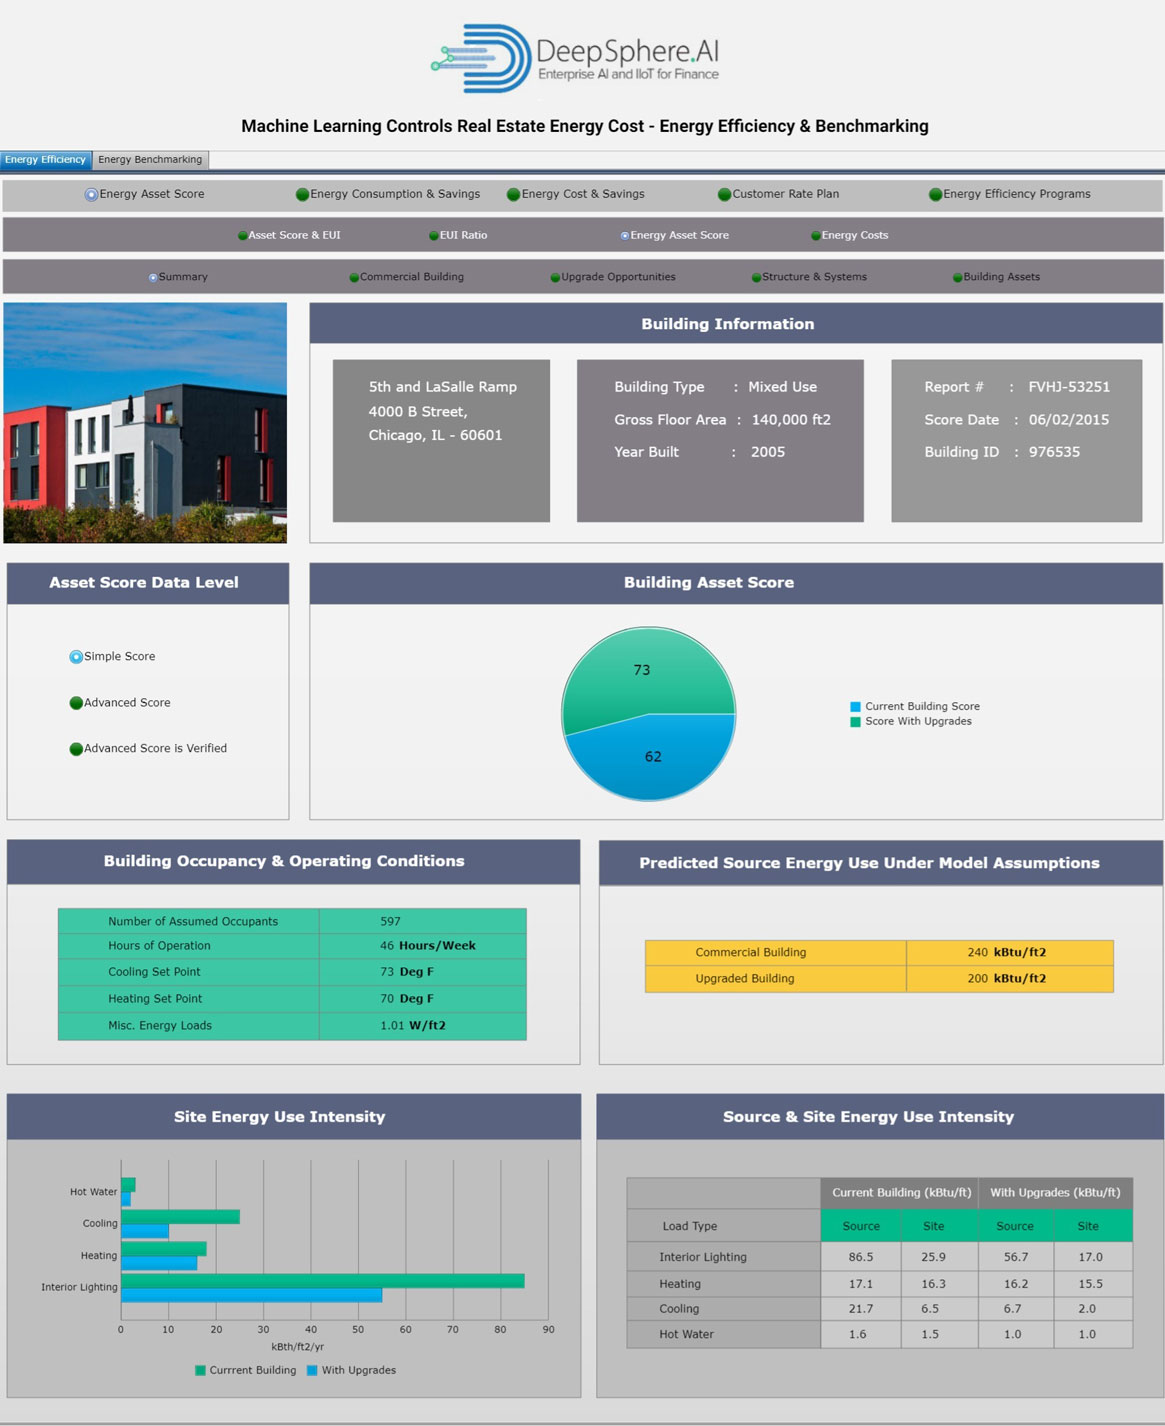 DeepSphere.AI
Enterprise AI and IIoT for Finance
Machine Learning Controls Real Estate Energy Cost - Energy Efficiency & Benchmarking
Energy Efficiency Energy Benchmarking
Energy Asset Score Energy Consumption & Savings Energy Cost & Savings Customer Rate Plan Energy Efficiency Programs
Asset Score & EUI EUI Ratio Energy Asset Score Energy Costs
Summary Commercial Building Upgrade Opportunities Structure & Systems Building Assets
Building Information
5th and LaSalle Ramp
4000 B Street,
Chicago, IL - 60601
Building Type : Mixed Use
Gross Floor Area : 140,000 ft2
Year Built : 2005
Report # : FVHJ-53251
Score Date : 06/02/2015
Building ID : 976535
Asset Score Data Level
Simple Score
Advanced Score
Advanced Score is Verified
Building Asset Score
73
62
Current Building Score
Score With Upgrades
Building Occupancy & Operating Conditions
Number of Assumed Occupants 597
Hours of Operation 46 Hours/Week
Cooling Set Point 73 Deg F
Heating Set Point 70 Deg F
Misc. Energy Loads 1.01 W/ft2
Predicted Source Energy Use Under Model Assumptions
Commercial Building 240 kBtu/ft2
Upgraded Building 200 kBtu/ft2
Site Energy Use Intensity
Hot Water
Cooling
Heating
Interior Lighting
0 10 20 30 40 50 60 70 80 90
kBth/ft2/yr
Currrent Building With Upgrades
Source & Site Energy Use Intensity
Current Building (kBtu/ft) With Upgrades (kBtu/ft)
Load Type Source Site Source Site
Interior Lighting 86.5 25.9 56.7 17.0
Heating 17.1 16.3 16.2 15.5
Cooling 21.7 6.5 6.7 2.0
Hot Water 1.6 1.5 1.0 1.0